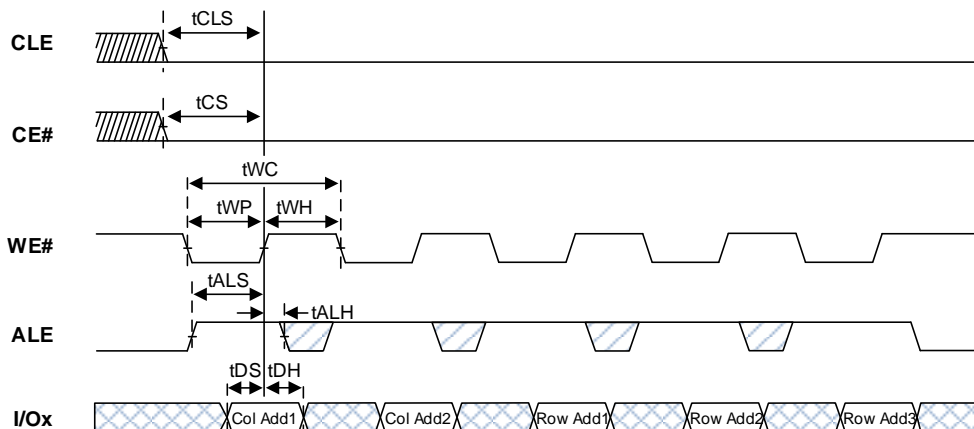 CLE
tCLS
CE#
tCS
tWC
WE#
tWP
tWH
tALS
ALE
tALH
tDS
tDH
I/Ox
Col Add1
Col Add2
Row Add1
Row Add2
Row Add3